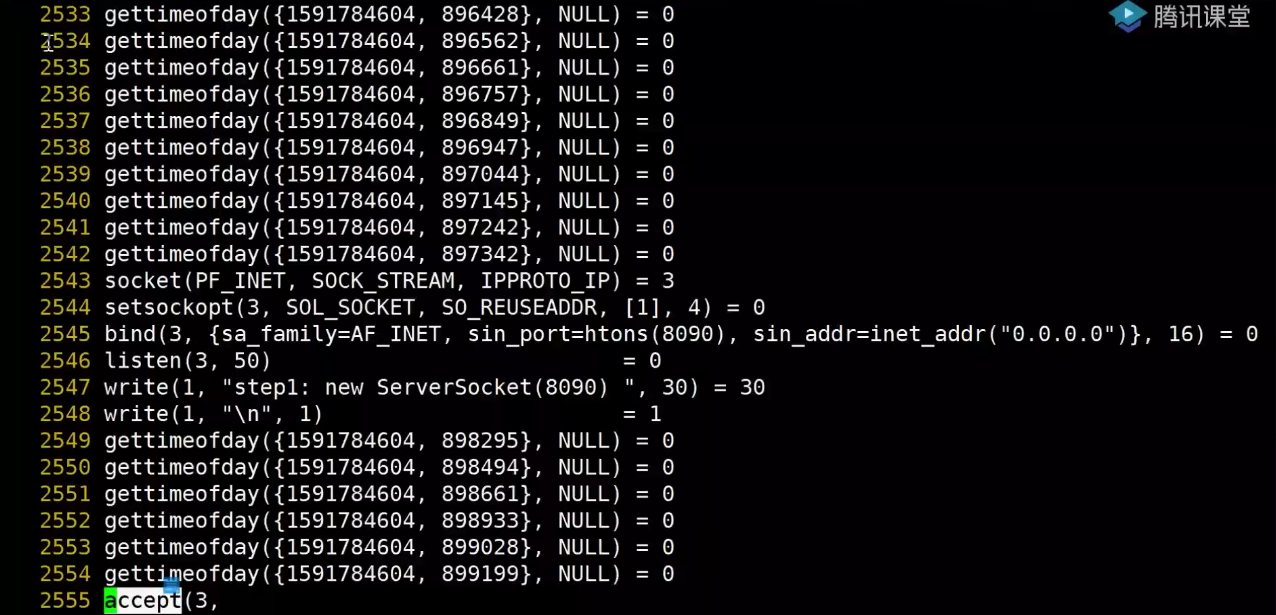 腾讯课堂
2533 gettimeofday({1591784604, 896428}, NULL) = 0
2534 gettimeofday({1591784604, 896562}, NULL) = 0
2535 gettimeofday({1591784604, 896661}, NULL) = 0
2536 gettimeofday({1591784604, 896757}, NULL) = 0
2537 gettimeofday({1591784604, 896849}, NULL) = 0
2538 gettimeofday({1591784604, 896947}, NULL) = 0
2539 gettimeofday({1591784604, 897044}, NULL) = 0
2540 gettimeofday({1591784604, 897145}, NULL) = 0
2541 gettimeofday({1591784604, 897242}, NULL) = 0
2542 gettimeofday({1591784604, 897342}, NULL) = 0
2543 socket(PF_INET, SOCK_STREAM, IPPROTO_IP) = 3
2544 setsockopt(3, SOL_SOCKET, SO_REUSEADDR, [1], 4) = 0
2545 bind(3, {sa_family=AF_INET, sin_port=htons(8090), sin_addr=inet_addr("0.0.0.0")}, 16) = 0
2546 listen(3, 50) = 0
2547 write(1, "step1: new ServerSocket(8090) ", 30) = 30
2548 write(1, "\n", 1) = 1
2549 gettimeofday({1591784604, 898295}, NULL) = 0
2550 gettimeofday({1591784604, 898494}, NULL) = 0
2551 gettimeofday({1591784604, 898661}, NULL) = 0
2552 gettimeofday({1591784604, 898933}, NULL) = 0
2553 gettimeofday({1591784604, 899028}, NULL) = 0
2554 gettimeofday({1591784604, 899199}, NULL) = 0
2555 accept(3,